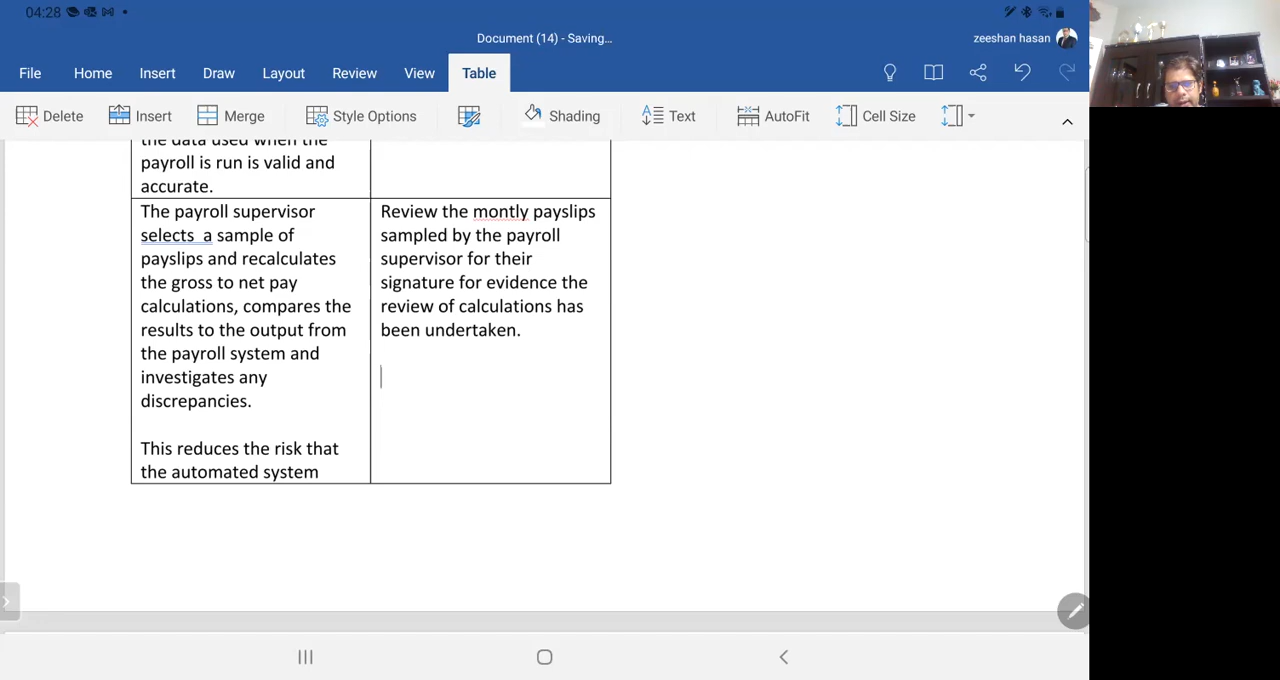 04:28
Document (14) - Saving...
zeeshan hasan
File Home Insert Draw Layout Review View Table
Delete Insert Merge Style Options Shading Text AutoFit Cell Size
the data used when the
payroll is run is valid and
accurate.
The payroll supervisor
selects  a sample of
payslips and recalculates
the gross to net pay
calculations, compares the
results to the output from
the payroll system and
investigates any
discrepancies.
This reduces the risk that
the automated system
Review the montly payslips
sampled by the payroll
supervisor for their
signature for evidence the
review of calculations has
been undertaken.